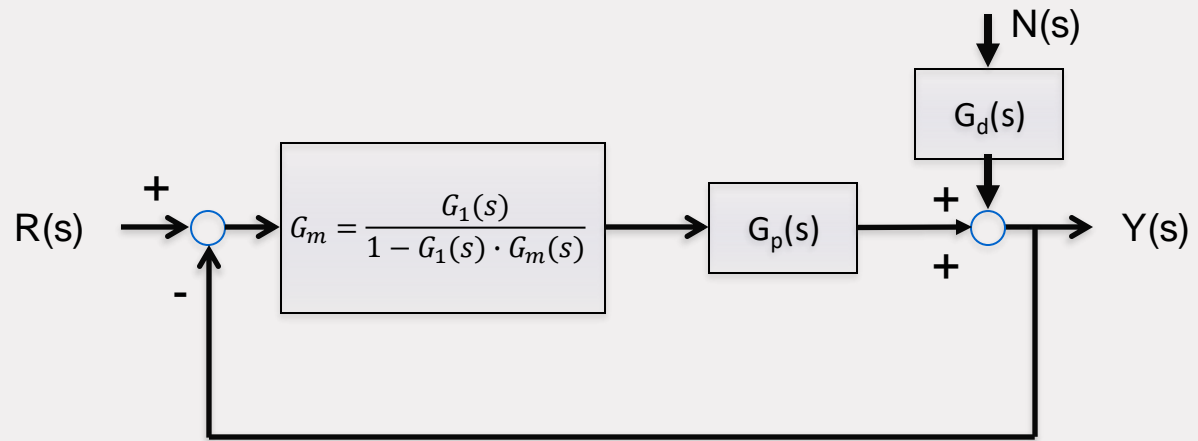 N(s)
G_d(s)
+
R(s)
-
G_m = G_1(s) / (1 − G_1(s) · G_m(s))
G_p(s)
+
+
Y(s)